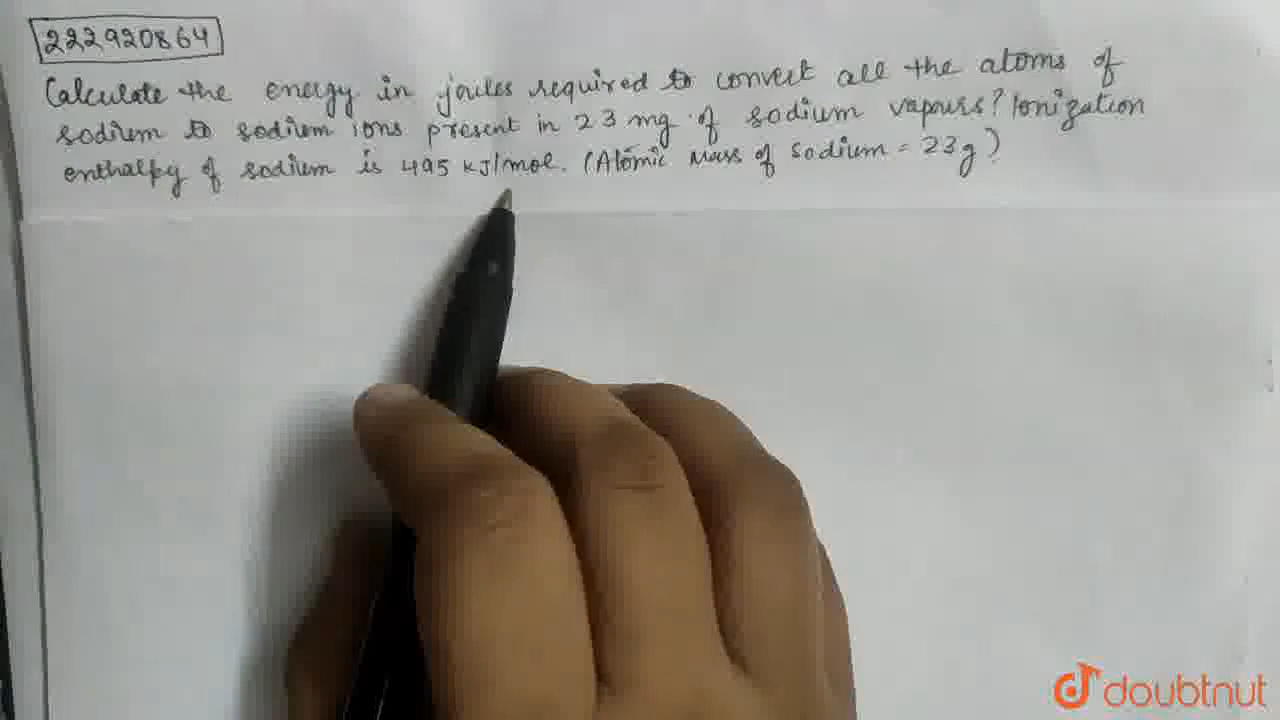 222920864
Calculate the energy in joules required to convert all the atoms of
sodium to sodium ions present in 23 mg of sodium vapours? Ionization
enthalpy of sodium is 495 KJ/mol. (Atomic Mass of Sodium = 23g)
doubtnut